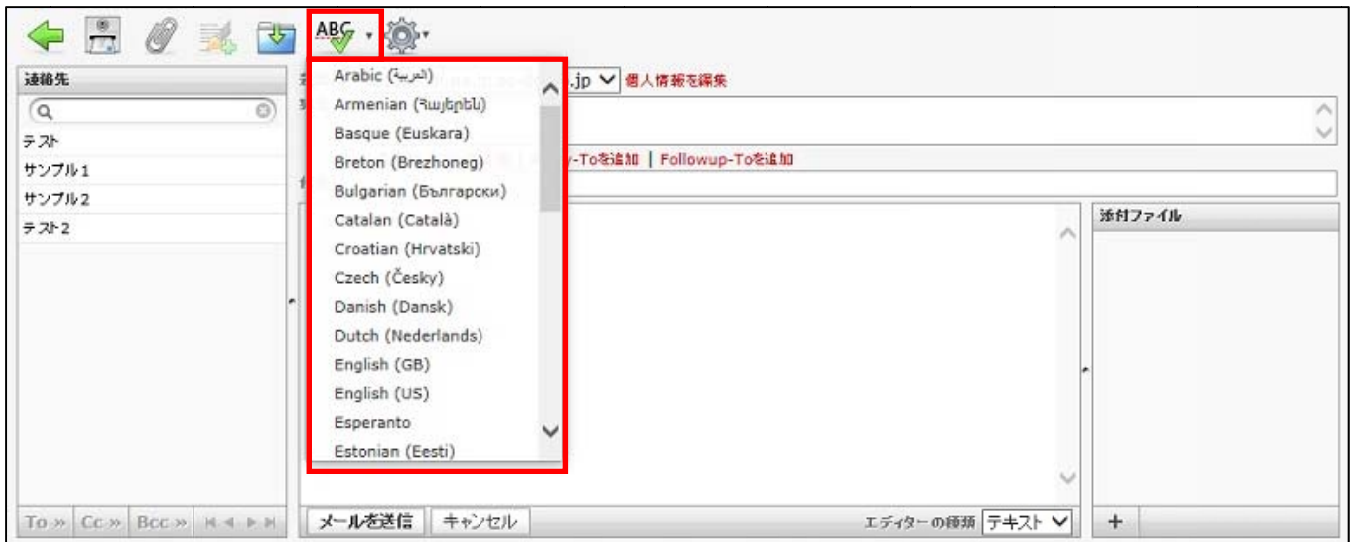 ABC
連絡先
テスト
サンプル1
サンプル2
テスト2
To » Cc » Bcc »
Arabic (العربية)
Armenian (Հայերեն)
Basque (Euskara)
Breton (Brezhoneg)
Bulgarian (Български)
Catalan (Català)
Croatian (Hrvatski)
Czech (Česky)
Danish (Dansk)
Dutch (Nederlands)
English (GB)
English (US)
Esperanto
Estonian (Eesti)
.jp 個人情報を編集
-Toを追加 | Followup-Toを追加
添付ファイル
メールを送信 キャンセル
エディターの種類 テキスト
+